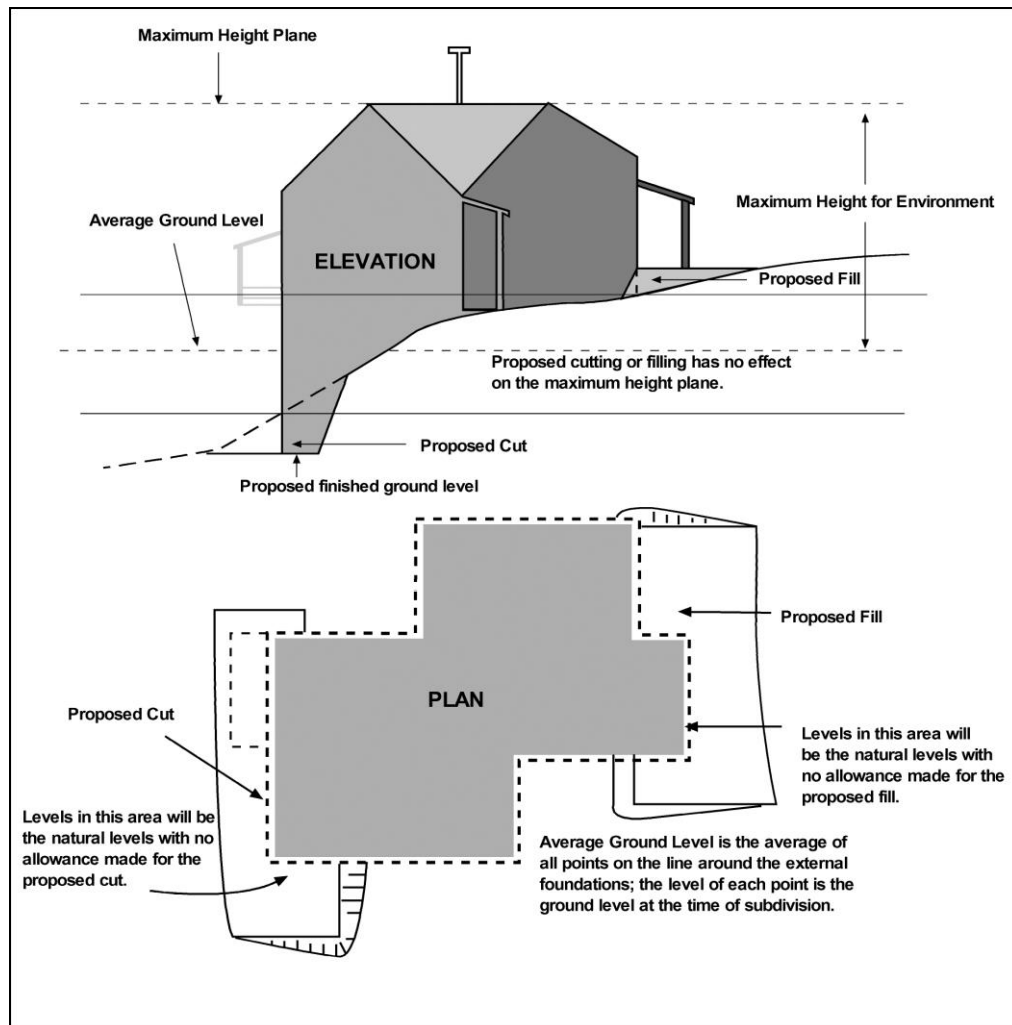 Maximum Height Plane
Maximum Height for Environment
Average Ground Level
ELEVATION
Proposed Fill
Proposed cutting or filling has no effect
on the maximum height plane.
Proposed Cut
Proposed finished ground level
Proposed Fill
PLAN
Proposed Cut
Levels in this area will
be the natural levels with
no allowance made for the
proposed fill.
Levels in this area will be
the natural levels with no
allowance made for the
proposed cut.
Average Ground Level is the average of
all points on the line around the external
foundations; the level of each point is the
ground level at the time of subdivision.